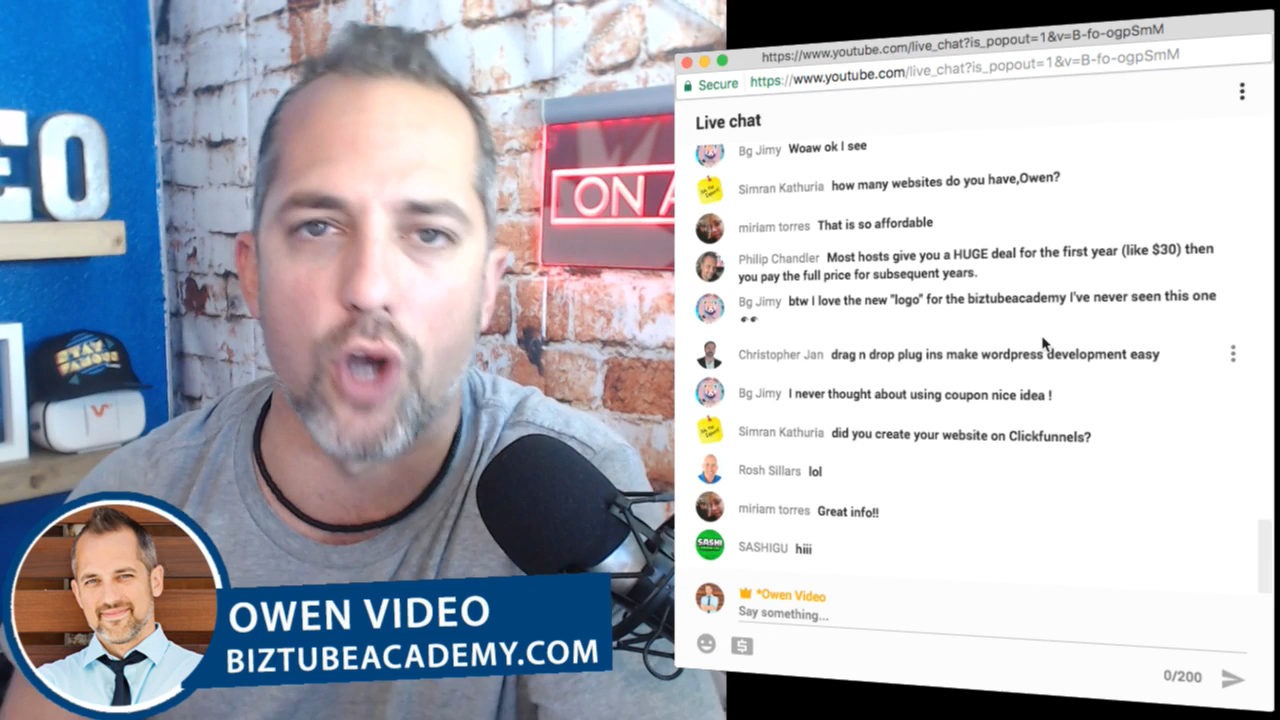 EO
ON A
STAY
FAMOUS
https://www.youtube.com/live_chat?is_popout=1&v=B-fo-ogpSmM
Secure https://www.youtube.com/live_chat?is_popout=1&v=B-fo-ogpSmM
Live chat
Bg Jimy Woaw ok I see
Simran Kathuria how many websites do you have,Owen?
miriam torres That is so affordable
Philip Chandler Most hosts give you a HUGE deal for the first year (like $30) then
you pay the full price for subsequent years.
Bg Jimy btw I love the new "logo" for the biztubeacademy I've never seen this one
Christopher Jan drag n drop plug ins make wordpress development easy
Bg Jimy I never thought about using coupon nice idea !
Simran Kathuria did you create your website on Clickfunnels?
Rosh Sillars lol
miriam torres Great info!!
SASHI
SASHIGU hiii
*Owen Video
Say something...
0/200
OWEN VIDEO
BIZTUBEACADEMY.COM